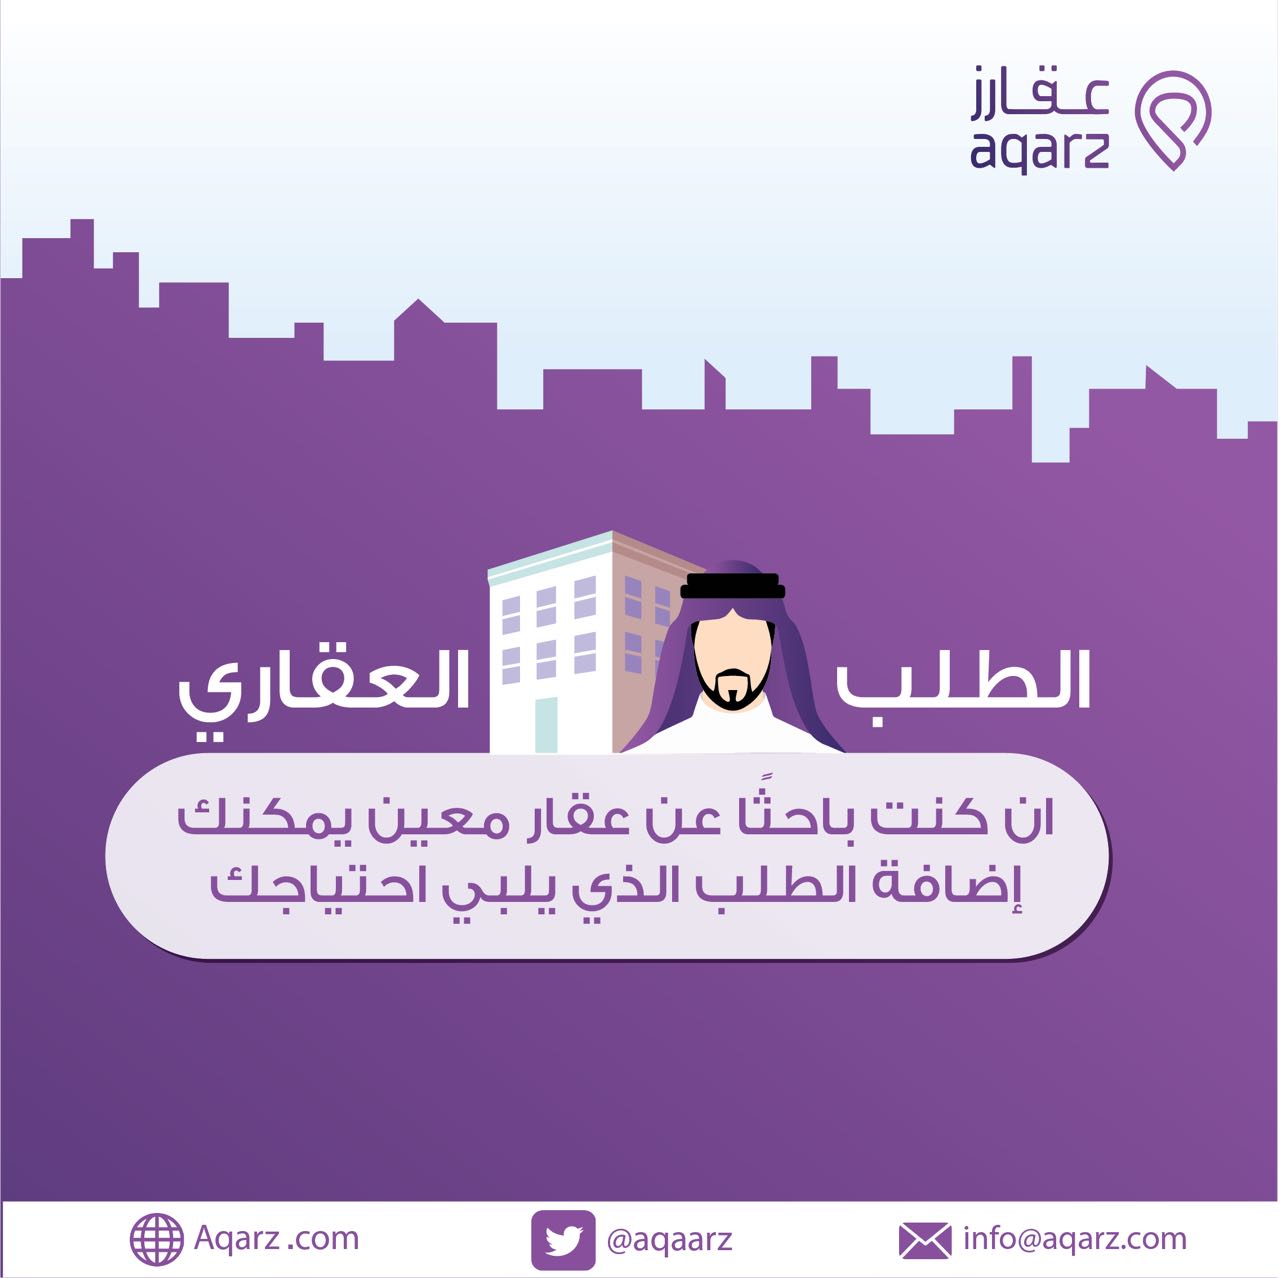 عقارز
aqarz
الطلب العقاري
ان كنت باحثًا عن عقار معين يمكنك
إضافة الطلب الذي يلبي احتياجك
Aqarz .com
@aqaarz
info@aqarz.com